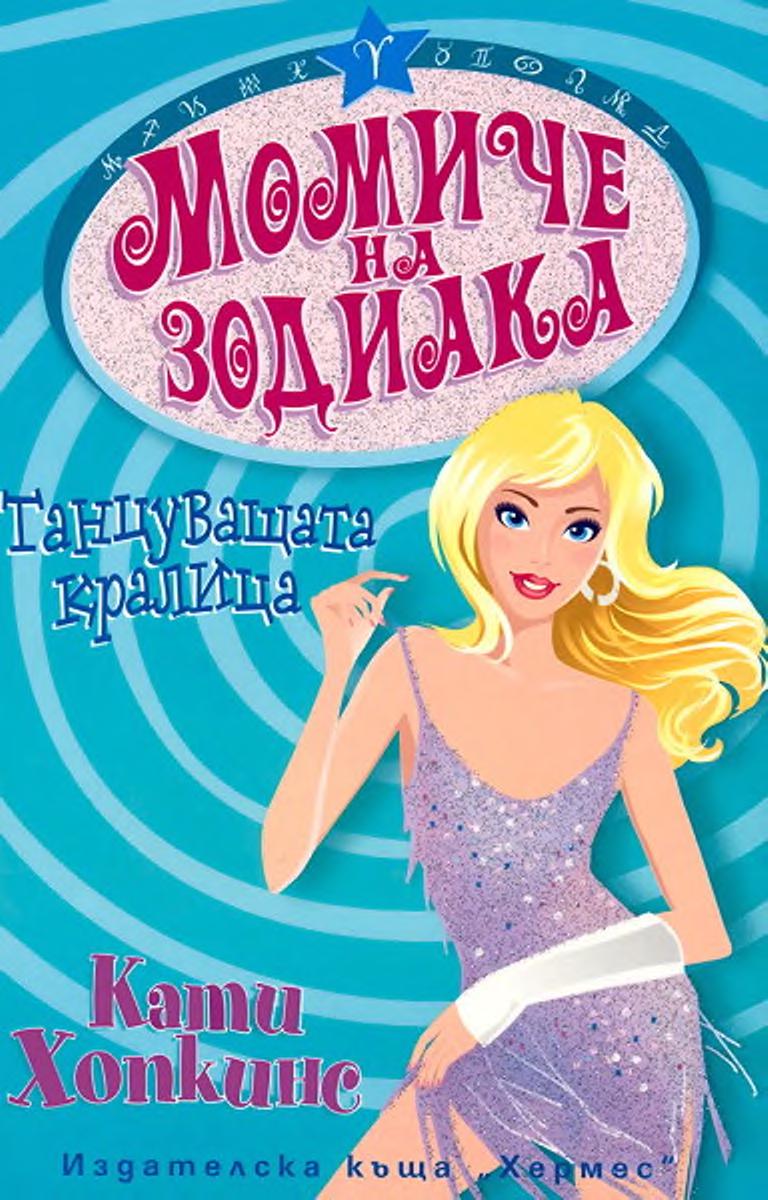 МОМИЧЕ
НА
ЗОДИАКА
Танцуващата
кралица
Кати
Хопкинс
Издателска къща „Хермес“